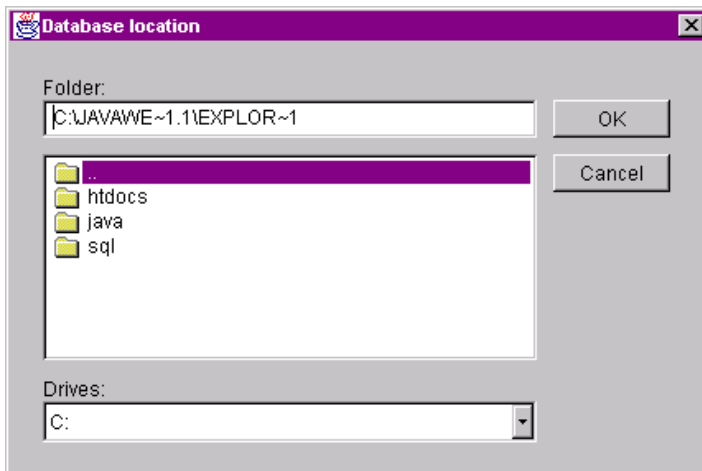 Database location
Folder:
C:\JAVAWE~1.1\EXPLOR~1
OK
..
Cancel
htdocs
java
sql
Drives:
C: